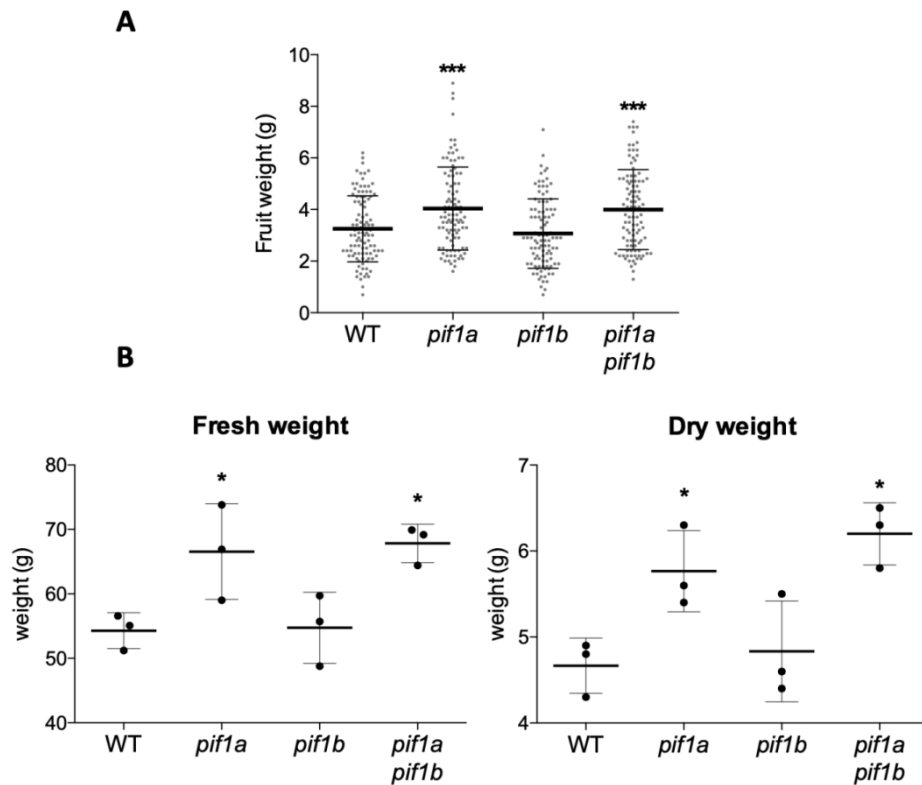 A
Fruit weight (g)
10
8
6
4
2
0
***
***
WT pif1a pif1b pif1a
pif1b
B
Fresh weight
weight (g)
80
70
60
50
40
*
*
WT pif1a pif1b pif1a
pif1b
Dry weight
weight (g)
7
6
5
4
*
*
WT pif1a pif1b pif1a
pif1b